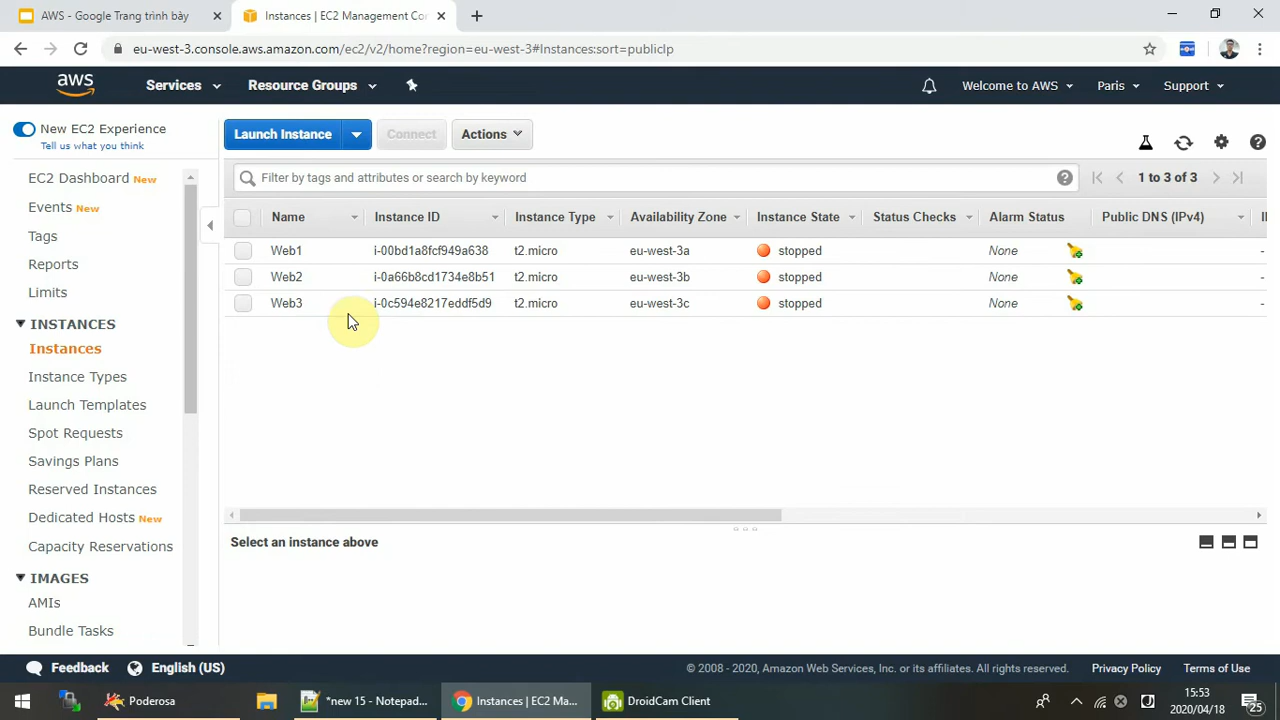 AWS - Google Trang trình bày
Instances | EC2 Management Cor
eu-west-3.console.aws.amazon.com/ec2/v2/home?region=eu-west-3#Instances:sort=publicIp
aws
Services
Resource Groups
Welcome to AWS
Paris
Support
New EC2 Experience
Tell us what you think
EC2 Dashboard New
Events New
Tags
Reports
Limits
INSTANCES
Instances
Instance Types
Launch Templates
Spot Requests
Savings Plans
Reserved Instances
Dedicated Hosts New
Capacity Reservations
IMAGES
AMIs
Bundle Tasks
Launch Instance
Connect
Actions
Filter by tags and attributes or search by keyword
1 to 3 of 3
Name Instance ID Instance Type Availability Zone Instance State Status Checks Alarm Status Public DNS (IPv4)
Web1 i-00bd1a8fcf949a638 t2.micro eu-west-3a stopped None -
Web2 i-0a66b8cd1734e8b51 t2.micro eu-west-3b stopped None -
Web3 i-0c594e8217eddf5d9 t2.micro eu-west-3c stopped None -
Select an instance above
Feedback
English (US)
© 2008 - 2020, Amazon Web Services, Inc. or its affiliates. All rights reserved.
Privacy Policy
Terms of Use
Poderosa
*new 15 - Notepad...
Instances | EC2 Ma...
DroidCam Client
15:53
2020/04/18
25